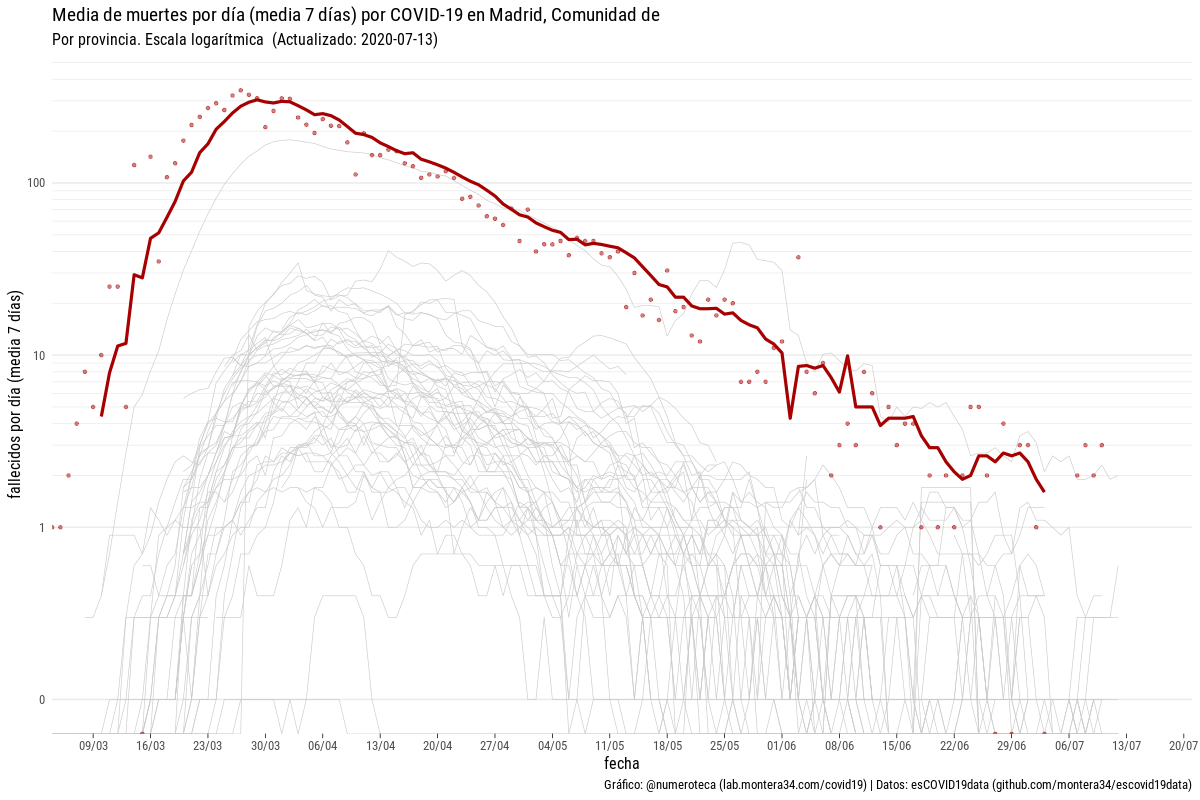 Media de muertes por día (media 7 días) por COVID-19 en Madrid, Comunidad de
Por provincia. Escala logarítmica (Actualizado: 2020-07-13)
fallecidos por día (media 7 días)
100
10
1
0
09/03 16/03 23/03 30/03 06/04 13/04 20/04 27/04 04/05 11/05 18/05 25/05 01/06 08/06 15/06 22/06 29/06 06/07 13/07 20/07
fecha
Gráfico: @numeroteca (lab.montera34.com/covid19) | Datos: esCOVID19data (github.com/montera34/escovid19data)